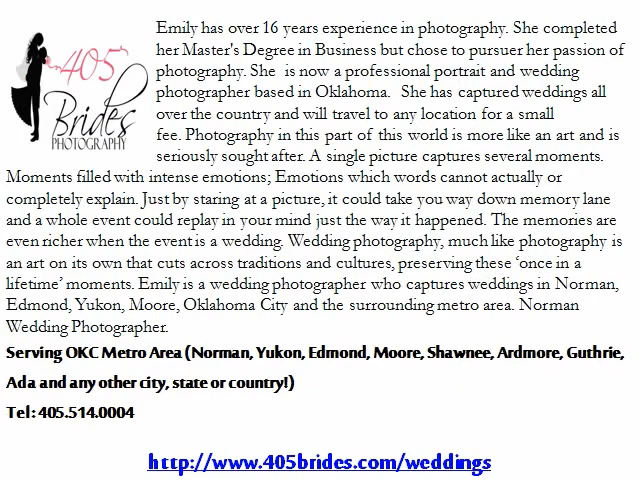 405
Brides
PHOTOGRAPHY
Emily has over 16 years experience in photography. She completed
her Master's Degree in Business but chose to pursuer her passion of
photography. She is now a professional portrait and wedding
photographer based in Oklahoma. She has captured weddings all
over the country and will travel to any location for a small
fee. Photography in this part of this world is more like an art and is
seriously sought after. A single picture captures several moments.
Moments filled with intense emotions; Emotions which words cannot actually or
completely explain. Just by staring at a picture, it could take you way down memory lane
and a whole event could replay in your mind just the way it happened. The memories are
even richer when the event is a wedding. Wedding photography, much like photography is
an art on its own that cuts across traditions and cultures, preserving these ‘once in a
lifetime’ moments. Emily is a wedding photographer who captures weddings in Norman,
Edmond, Yukon, Moore, Oklahoma City and the surrounding metro area. Norman
Wedding Photographer.
Serving OKC Metro Area (Norman, Yukon, Edmond, Moore, Shawnee, Ardmore, Guthrie,
Ada and any other city, state or country!)
Tel: 405.514.0004
http://www.405brides.com/weddings